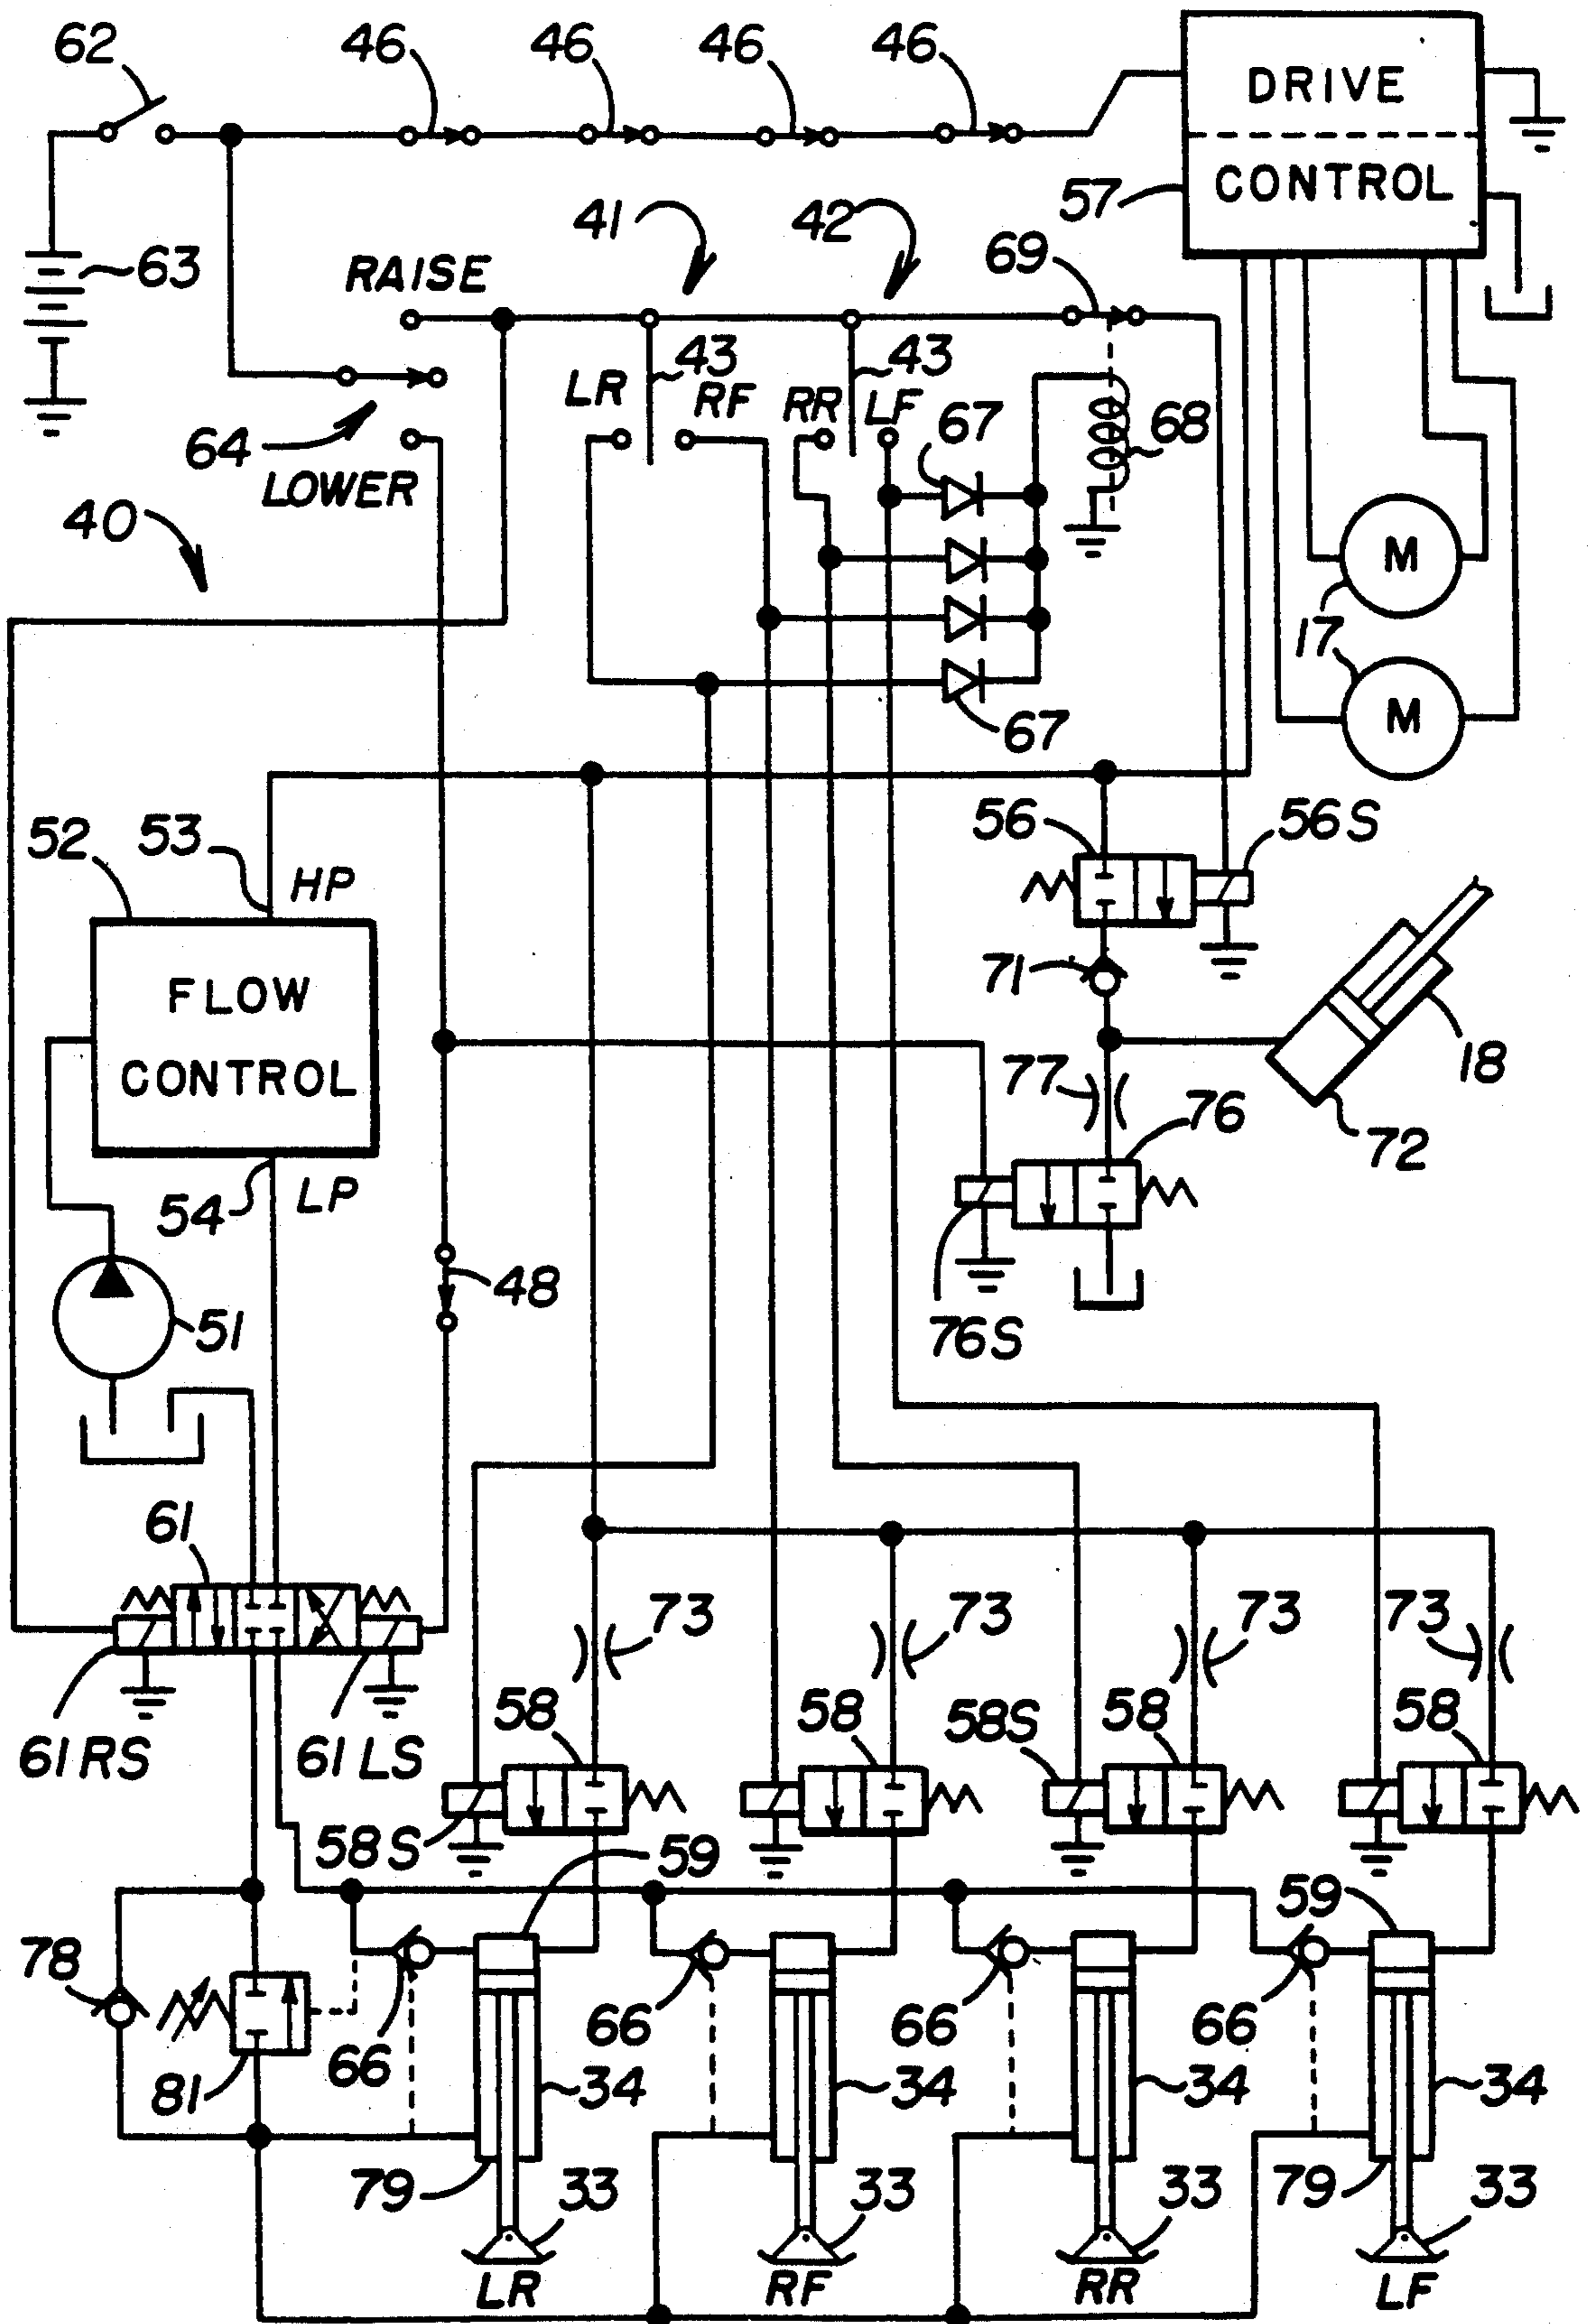 62 46 46 46 46
DRIVE
CONTROL
57
41 42
63 RAISE 69
43 43
LR RF RR LF 67 68
64
LOWER
40
M
17
M
67
52 53 HP 56 56S
FLOW
CONTROL
71
18
77 76
72
54 LP
48
51
76S
61
73 73 73 73
58 58 58S 58 58
61RS 61LS
58S 59 59
78
66 66 66 66
81 34 34 34 34
79 33 33 33 79 33
LR RF RR LF